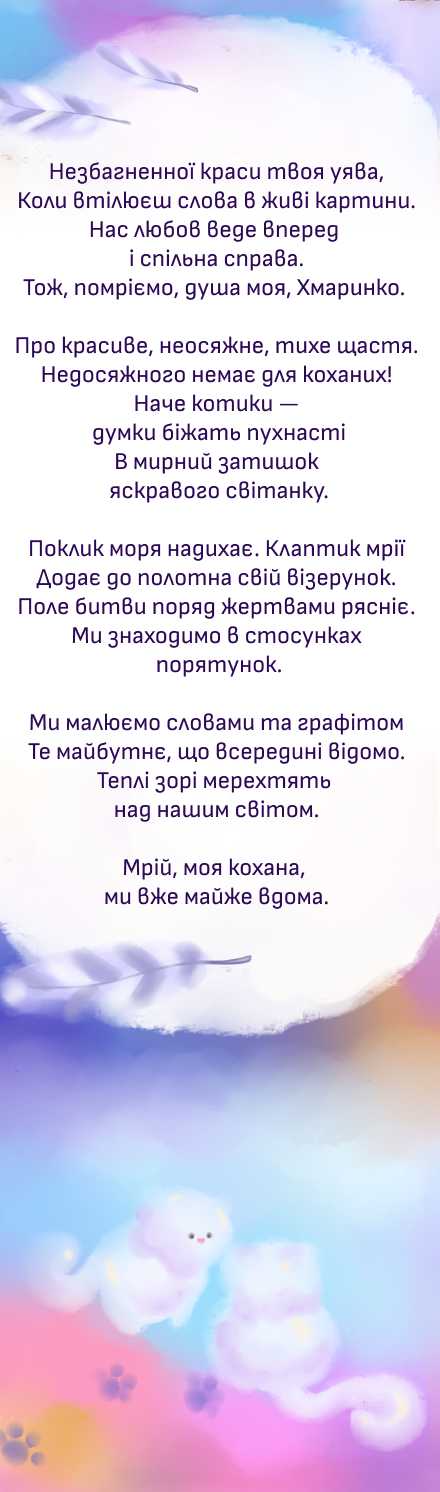 Незбагненної краси твоя уява,
Коли втілюєш слова в живі картини.
Нас любов веде вперед
і спільна справа.
Тож, помріємо, душа моя, Хмаринко.
Про красиве, неосяжне, тихе щастя.
Недосяжного немає для коханих!
Наче котики —
думки біжать пухнасті
В мирний затишок
яскравого світанку.
Поклик моря надихає. Клаптик мрії
Додає до полотна свій візерунок.
Поле битви поряд жертвами рясніє.
Ми знаходимо в стосунках
порятунок.
Ми малюємо словами та графітом
Те майбутнє, що всередині відомо.
Теплі зорі мерехтять
над нашим світом.
Мрій, моя кохана,
ми вже майже вдома.